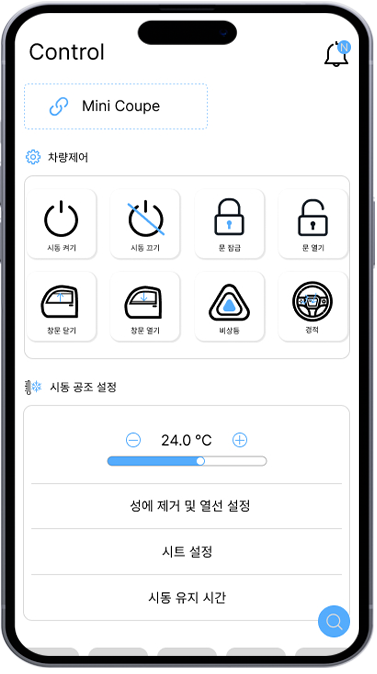 Control
N
Mini Coupe
차량제어
시동 켜기
시동 끄기
문 잠금
문 열기
창문 닫기
창문 열기
비상등
경적
시동 공조 설정
24.0 °C
성에 제거 및 열선 설정
시트 설정
시동 유지 시간